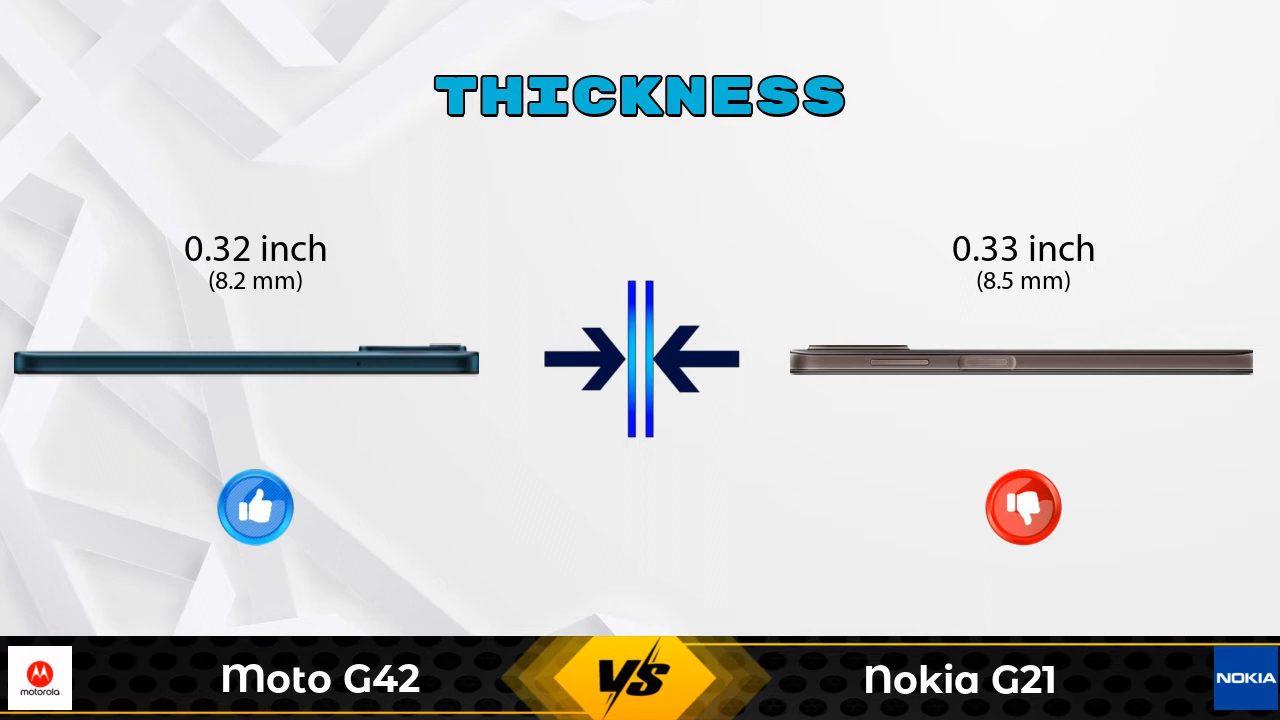 THICKNESS
0.32 inch
(8.2 mm)
0.33 inch
(8.5 mm)
motorola
Moto G42
VS
Nokia G21
NOKIA